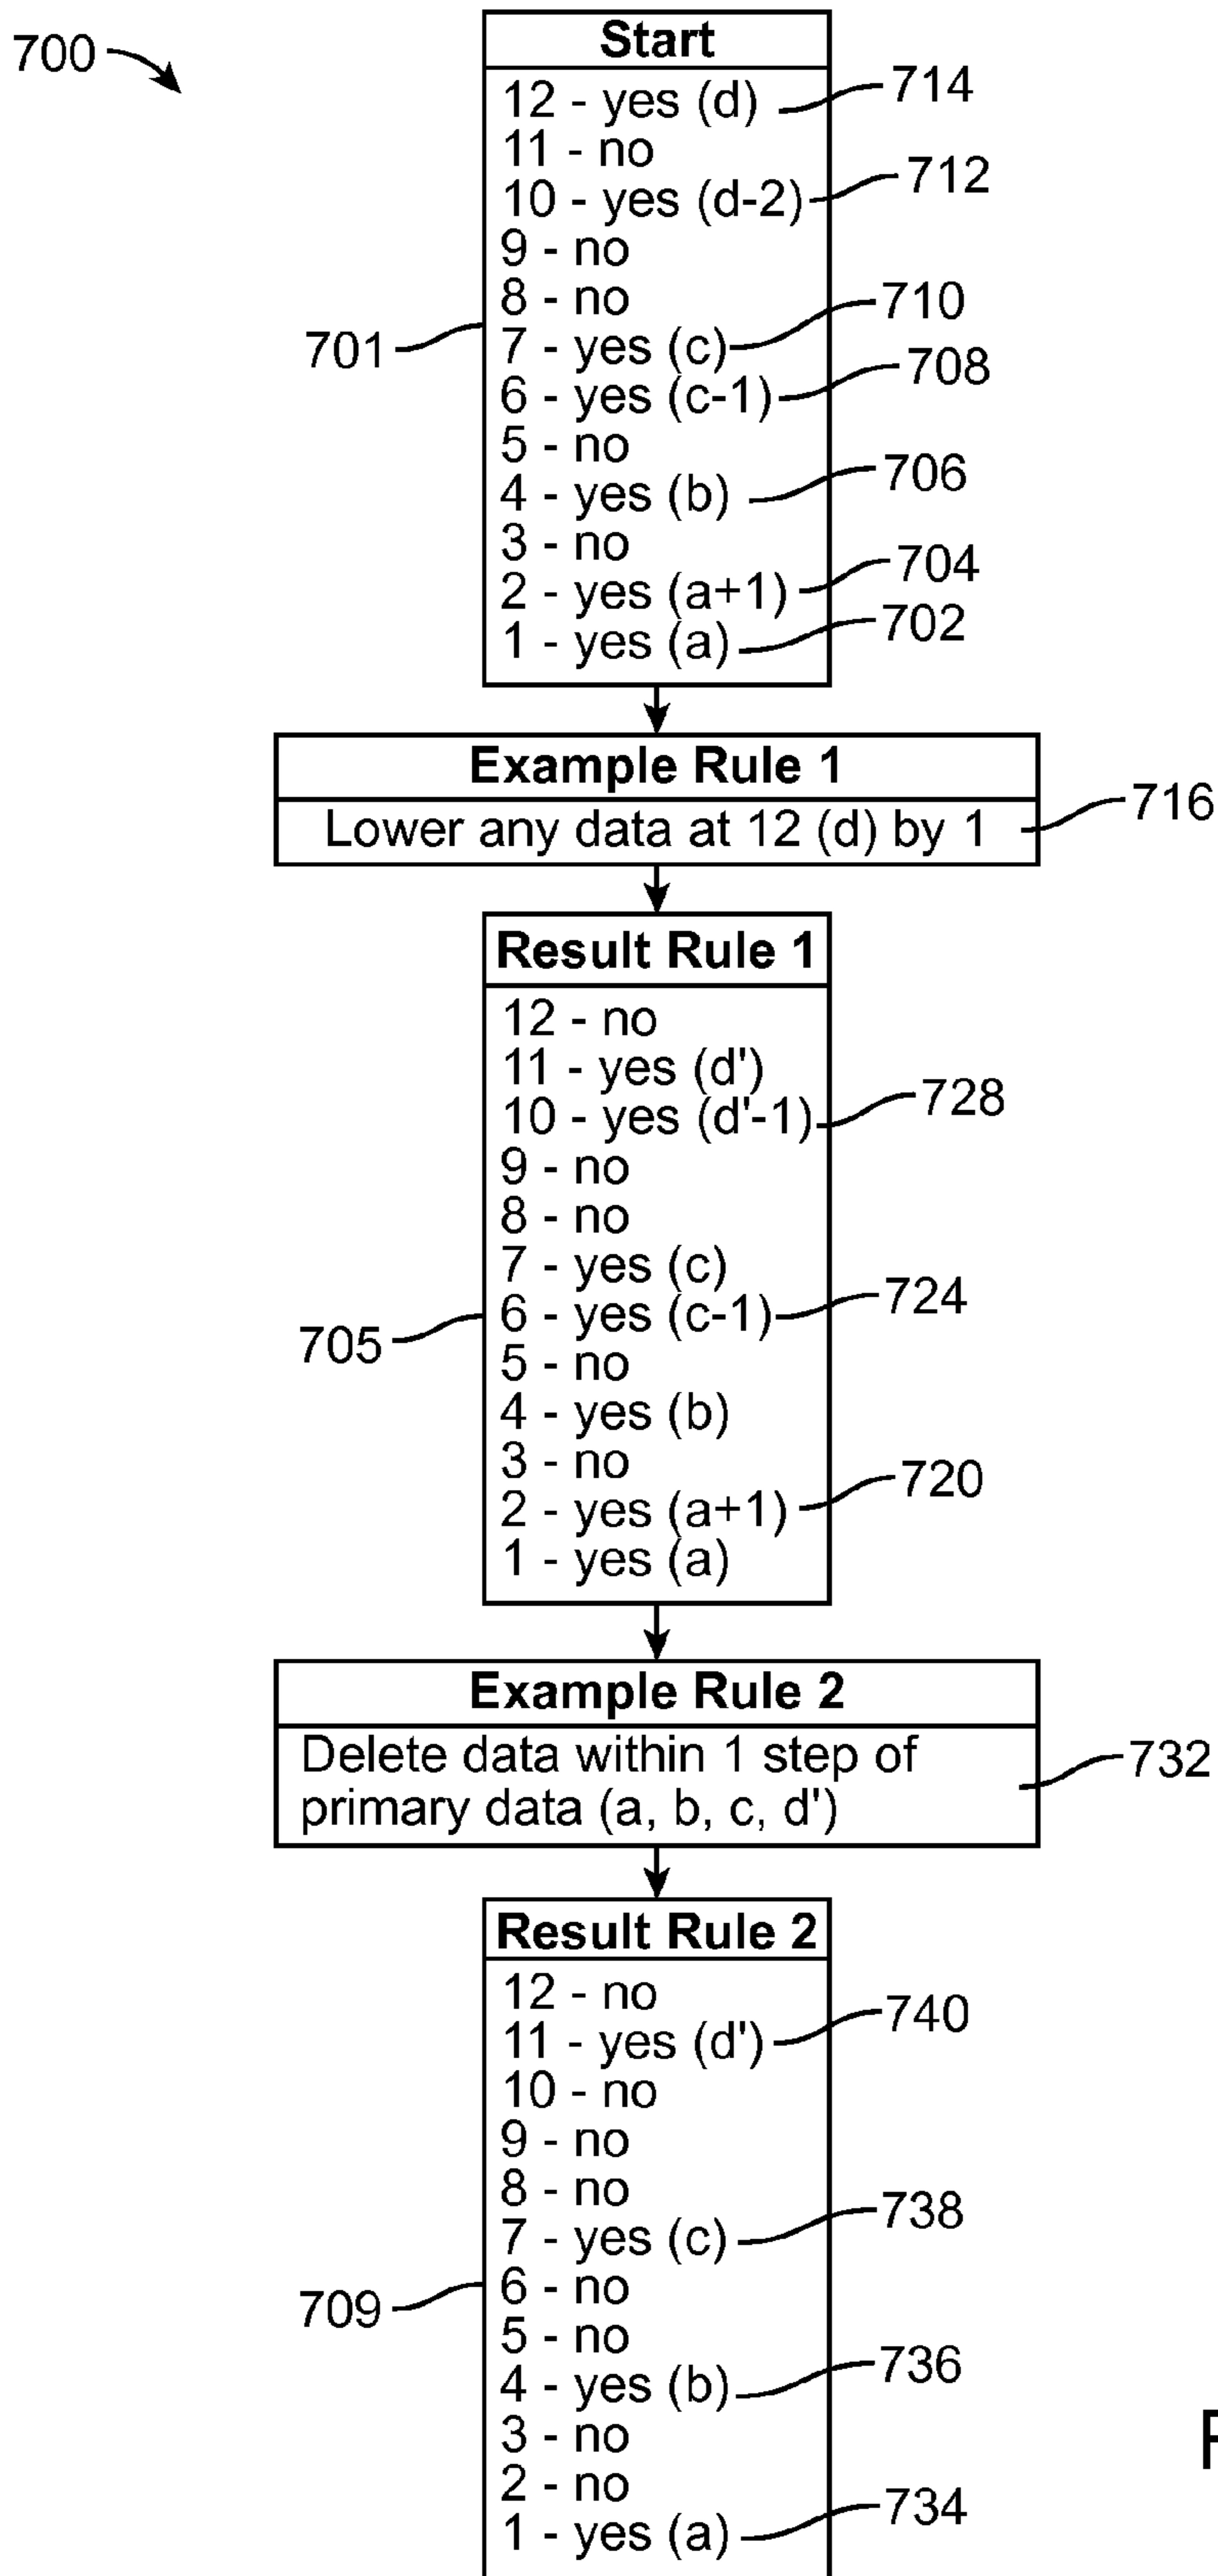 700
Start
12 - yes (d) 714
11 - no
10 - yes (d-2) 712
9 - no
8 - no
701 7 - yes (c) 710
6 - yes (c-1) 708
5 - no
4 - yes (b) 706
3 - no
2 - yes (a+1) 704
1 - yes (a) 702
Example Rule 1
Lower any data at 12 (d) by 1 716
Result Rule 1
12 - no
11 - yes (d')
10 - yes (d'-1) 728
9 - no
8 - no
7 - yes (c)
705 6 - yes (c-1) 724
5 - no
4 - yes (b)
3 - no
2 - yes (a+1) 720
1 - yes (a)
Example Rule 2
Delete data within 1 step of 732
primary data (a, b, c, d')
Result Rule 2
12 - no
11 - yes (d') 740
10 - no
9 - no
8 - no
7 - yes (c) 738
709 6 - no
5 - no
4 - yes (b) 736
3 - no
2 - no
1 - yes (a) 734